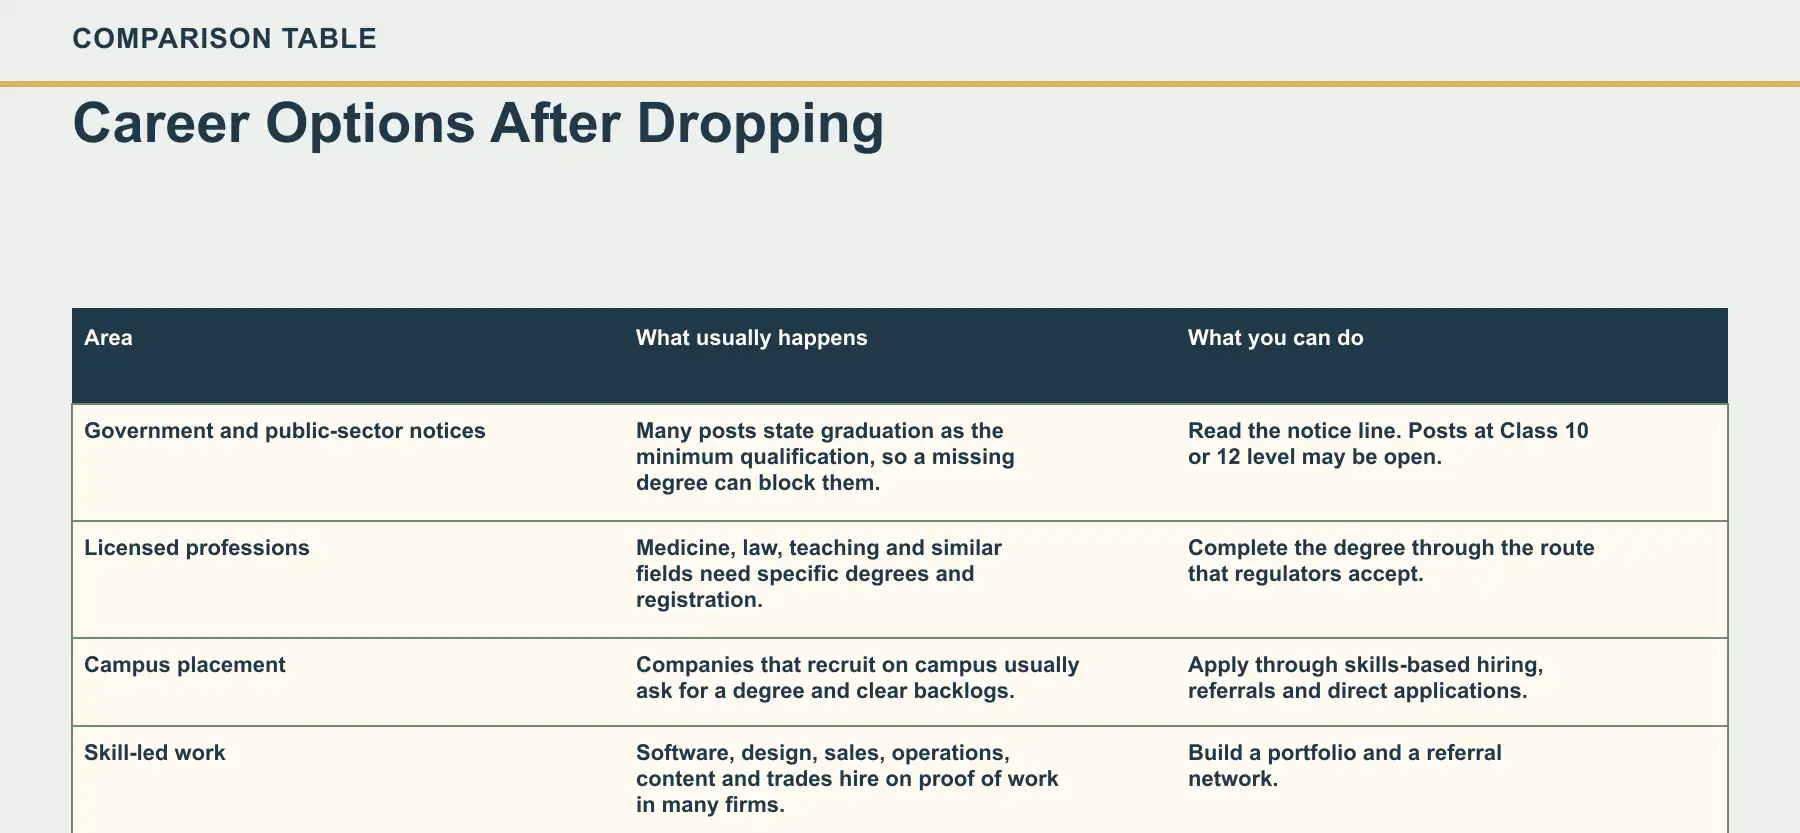 COMPARISON TABLE
Career Options After Dropping
Area
What usually happens
What you can do
Government and public-sector notices
Many posts state graduation as the
minimum qualification, so a missing
degree can block them.
Read the notice line. Posts at Class 10
or 12 level may be open.
Licensed professions
Medicine, law, teaching and similar
fields need specific degrees and
registration.
Complete the degree through the route
that regulators accept.
Campus placement
Companies that recruit on campus usually
ask for a degree and clear backlogs.
Apply through skills-based hiring,
referrals and direct applications.
Skill-led work
Software, design, sales, operations,
content and trades hire on proof of work
in many firms.
Build a portfolio and a referral
network.